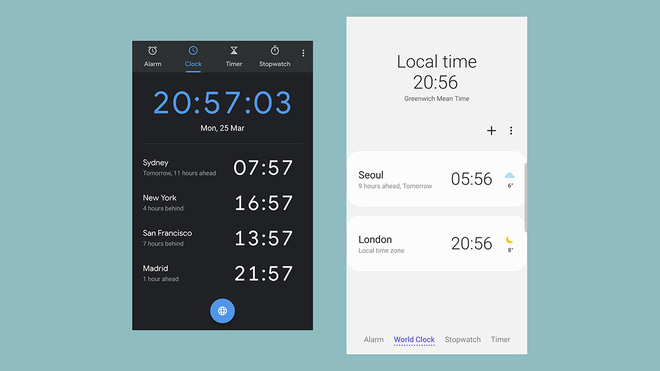 Alarm
Clock
Timer
Stopwatch
20:57:03
Mon, 25 Mar
Sydney
Tomorrow, 11 hours ahead
07:57
New York
4 hours behind
16:57
San Francisco
7 hours behind
13:57
Madrid
1 hour ahead
21:57
Local time
20:56
Greenwich Mean Time
Seoul
9 hours ahead, Tomorrow
05:56
6°
London
Local time zone
20:56
8°
Alarm
World Clock
Stopwatch
Timer